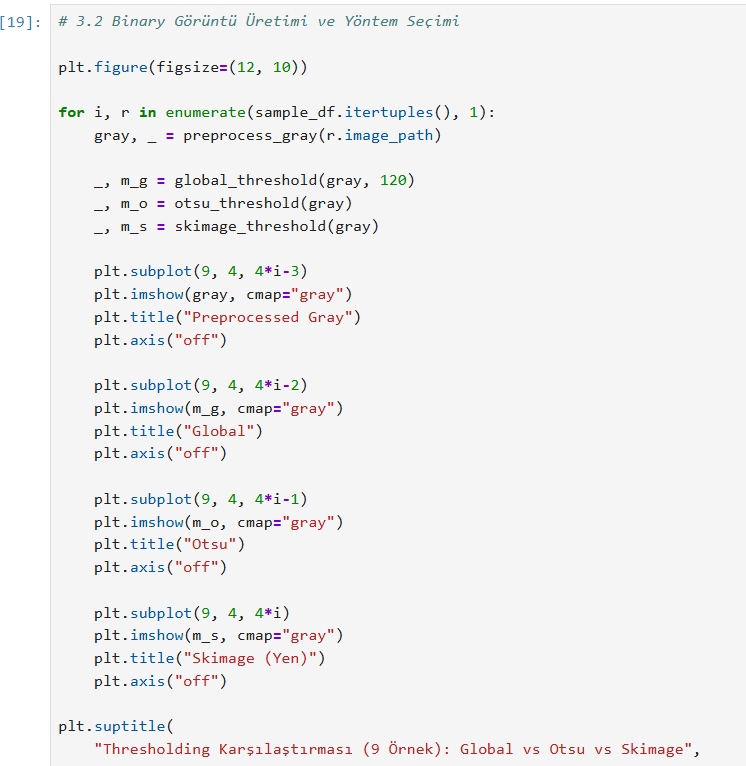 [19]: # 3.2 Binary Görüntü Üretimi ve Yöntem Seçimi
plt.figure(figsize=(12, 10))
for i, r in enumerate(sample_df.itertuples(), 1):
    gray, _ = preprocess_gray(r.image_path)
    _, m_g = global_threshold(gray, 120)
    _, m_o = otsu_threshold(gray)
    _, m_s = skimage_threshold(gray)
    plt.subplot(9, 4, 4*i-3)
    plt.imshow(gray, cmap="gray")
    plt.title("Preprocessed Gray")
    plt.axis("off")
    plt.subplot(9, 4, 4*i-2)
    plt.imshow(m_g, cmap="gray")
    plt.title("Global")
    plt.axis("off")
    plt.subplot(9, 4, 4*i-1)
    plt.imshow(m_o, cmap="gray")
    plt.title("Otsu")
    plt.axis("off")
    plt.subplot(9, 4, 4*i)
    plt.imshow(m_s, cmap="gray")
    plt.title("Skimage (Yen)")
    plt.axis("off")
plt.suptitle(
    "Thresholding Karşılaştırması (9 Örnek): Global vs Otsu vs Skimage",